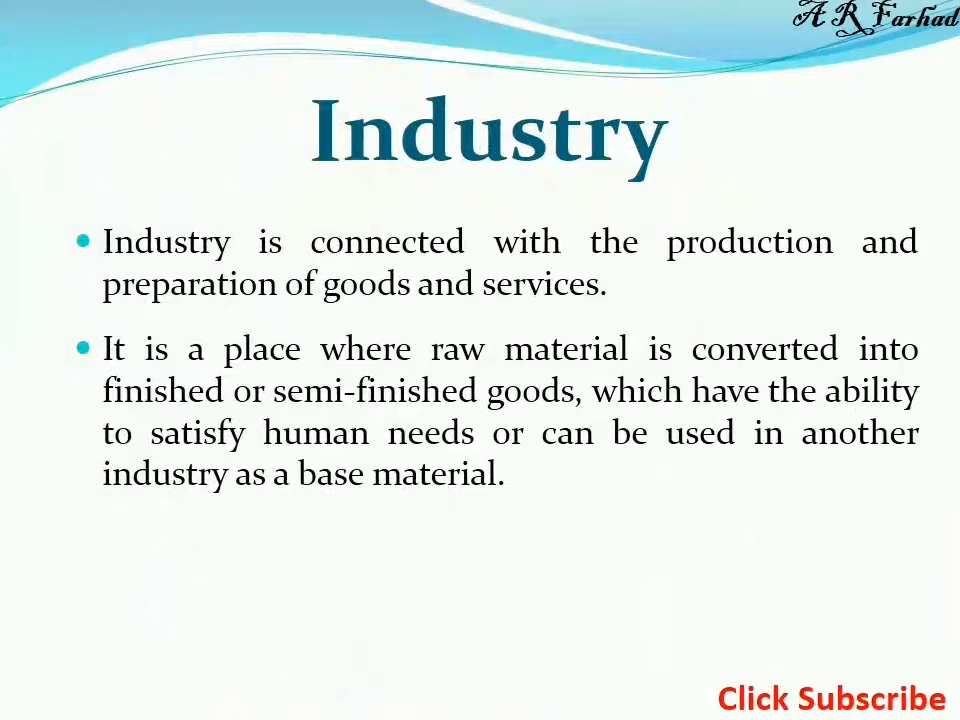 A R Farhad
Industry
• Industry is connected with the production and
preparation of goods and services.
• It is a place where raw material is converted into
finished or semi-finished goods, which have the ability
to satisfy human needs or can be used in another
industry as a base material.
Click Subscribe